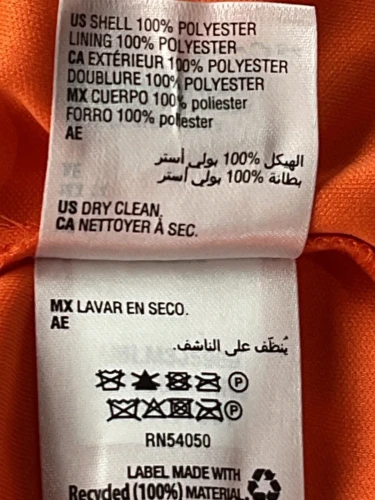 US SHELL 100% POLYESTER
LINING 100% POLYESTER
CA EXTÉRIEUR 100% POLYESTER
DOUBLURE 100% POLYESTER
MX CUERPO 100% poliester
FORRO 100% poliester
AE
الهيكل 100% بولي أستر
بطانة 100% بولي أستر
US DRY CLEAN.
CA NETTOYER À SEC.
MX LAVAR EN SECO.
AE
يُنظّف على الناشف.
P
P
RN54050
LABEL MADE WITH
Recycled (100%) MATERIAL